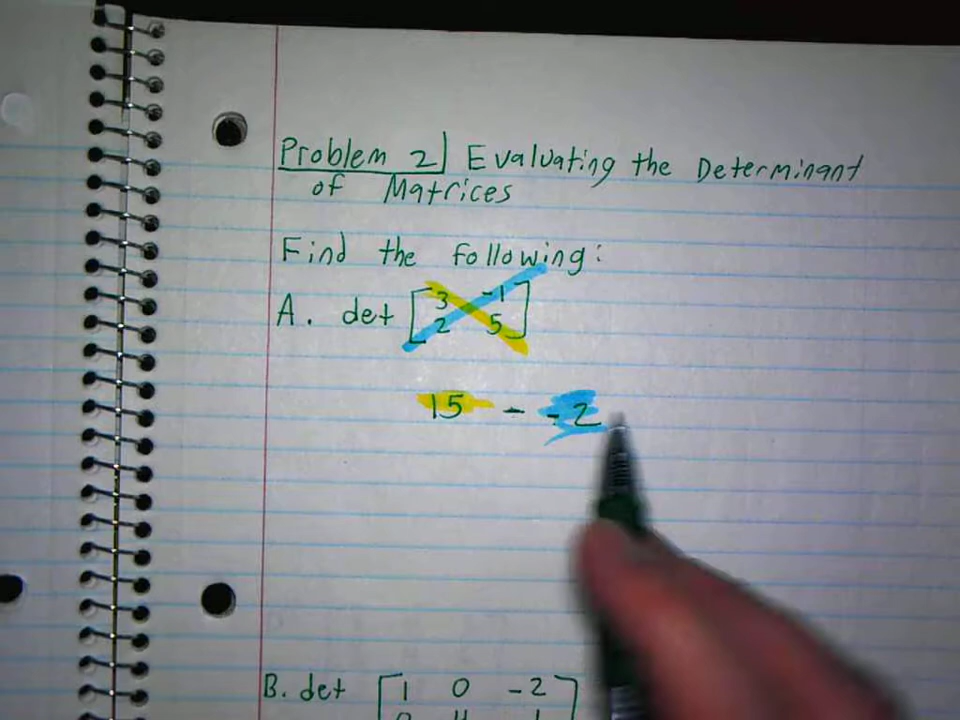 Problem 2 Evaluating the Determinant
of Matrices
Find the following:
A. det [3 -1
2 5]
15 - -2
B. det [1 0 -2]